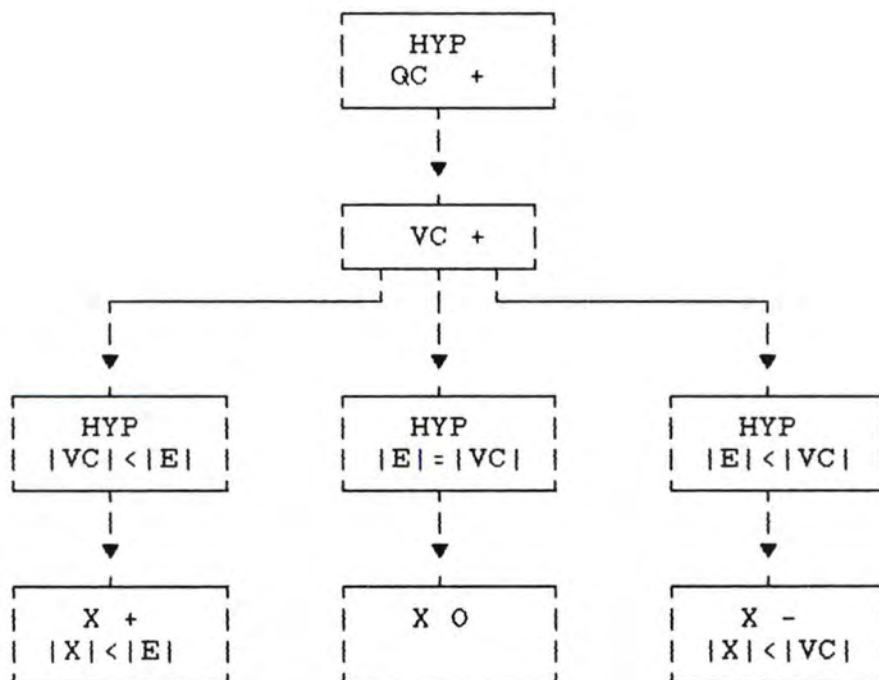 HYP
QC +
VC +
HYP
|VC|<|E|
HYP
|E|=|VC|
HYP
|E|<|VC|
X +
|X|<|E|
X O
X -
|X|<|VC|